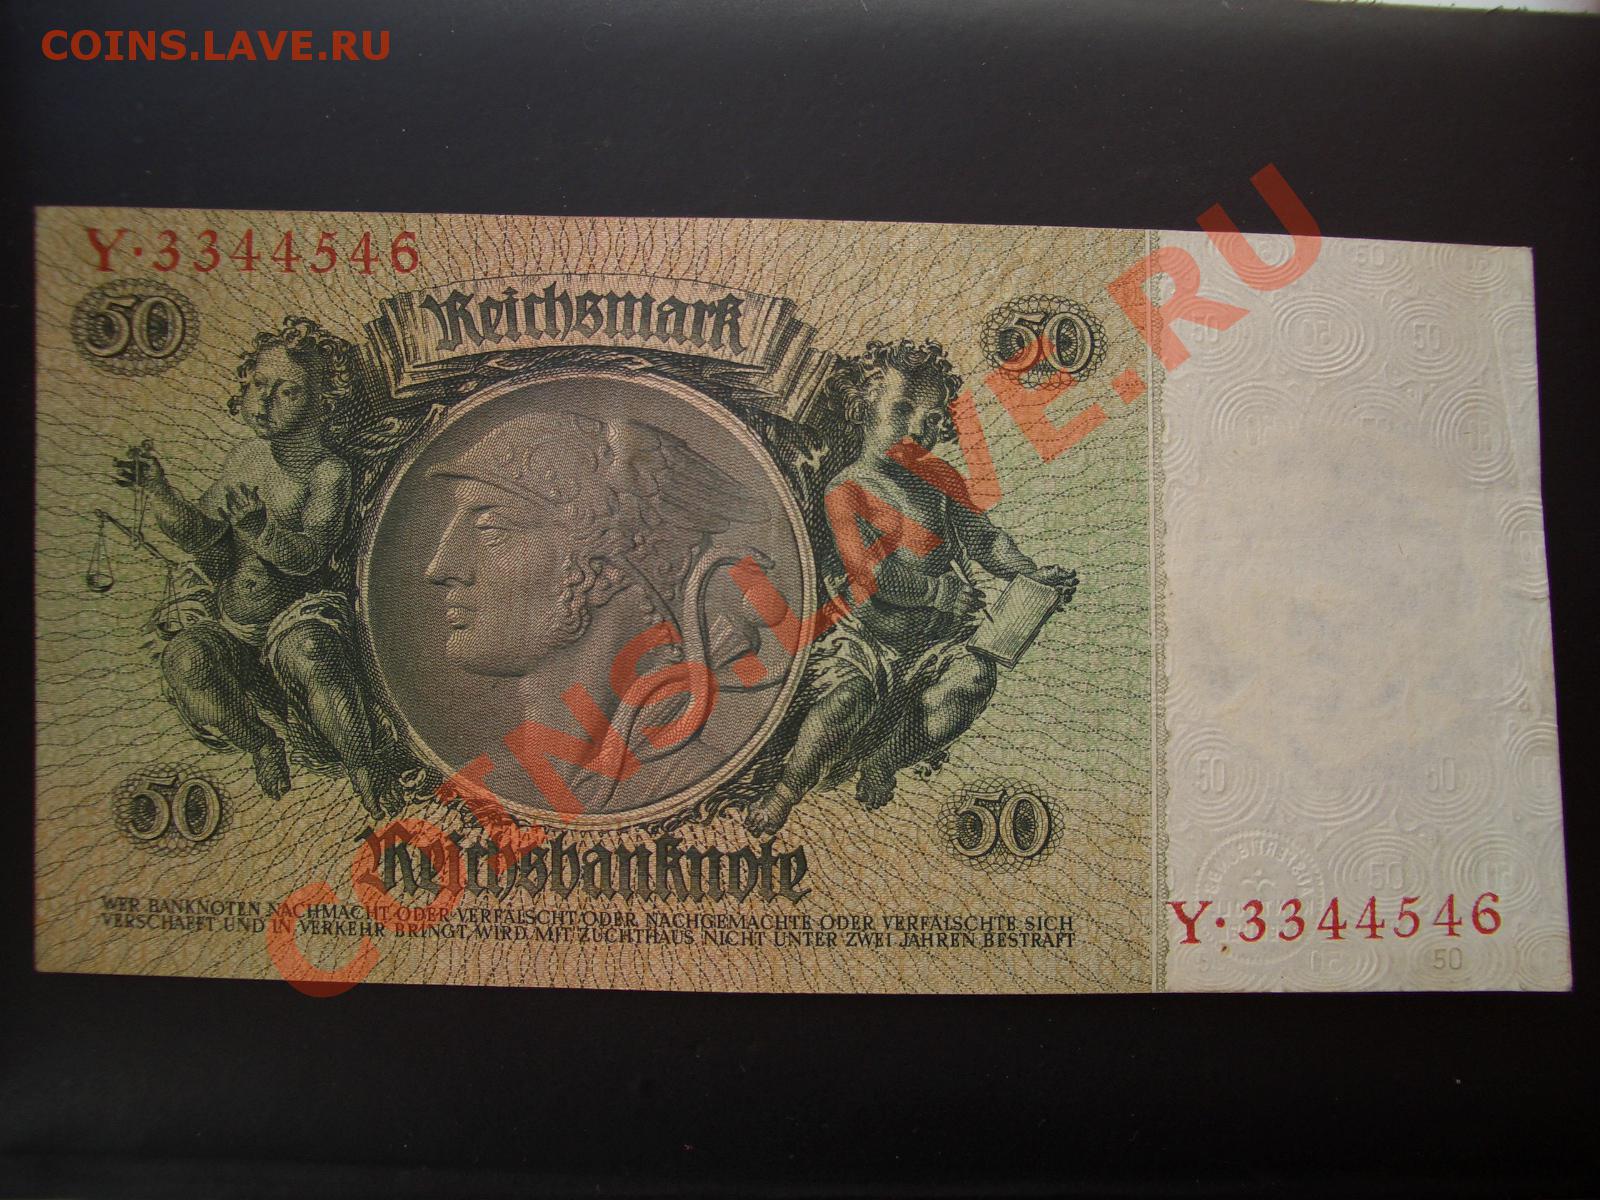 COINS.LAVE.RU
Y·3344546
50
Reichsmark
50
COINS.LAVE.RU
50
50
Reichsbanknote
WER BANKNOTEN NACHMACHT ODER VERFÄLSCHT ODER NACHGEMACHTE ODER VERFÄLSCHTE SICH
VERSCHAFFT UND IN VERKEHR BRINGT, WIRD MIT ZUCHTHAUS NICHT UNTER ZWEI JAHREN BESTRAFT
Y·3344546
50